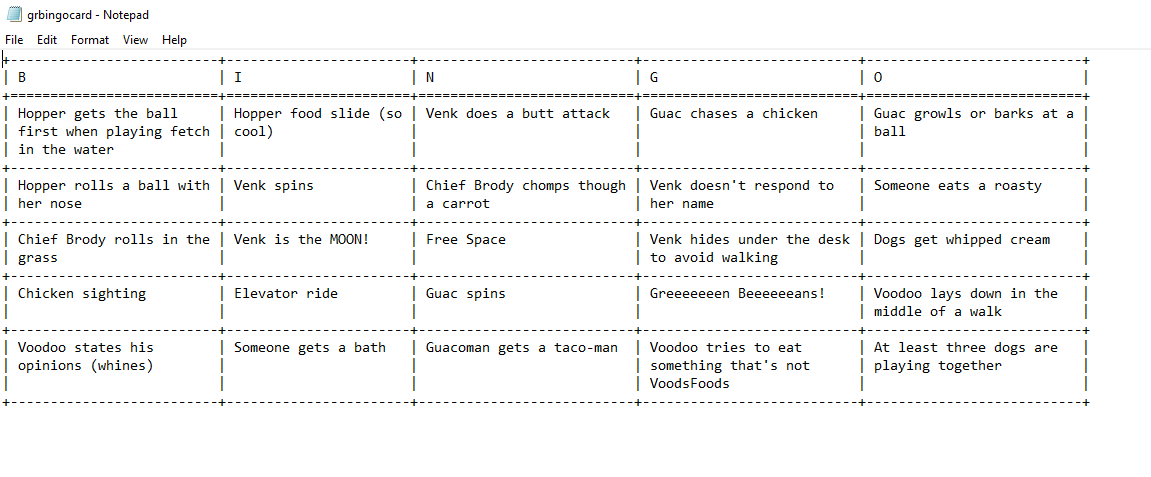 grbingocard - Notepad
File Edit Format View Help
+--------------------------+-----------------------+---------------------------+---------------------------+---------------------------+
| B | I | N | G | O |
+==========================+=======================+===========================+===========================+===========================+
| Hopper gets the ball | Hopper food slide (so | Venk does a butt attack | Guac chases a chicken | Guac growls or barks at a |
| first when playing fetch | cool) | | | ball |
| in the water | | | | |
+--------------------------+-----------------------+---------------------------+---------------------------+---------------------------+
| Hopper rolls a ball with | Venk spins | Chief Brody chomps though | Venk doesn't respond to | Someone eats a roasty |
| her nose | | a carrot | her name | |
+--------------------------+-----------------------+---------------------------+---------------------------+---------------------------+
| Chief Brody rolls in the | Venk is the MOON! | Free Space | Venk hides under the desk | Dogs get whipped cream |
| grass | | | to avoid walking | |
+--------------------------+-----------------------+---------------------------+---------------------------+---------------------------+
| Chicken sighting | Elevator ride | Guac spins | Greeeeeeen Beeeeeeans! | Voodoo lays down in the |
| | | | | middle of a walk |
+--------------------------+-----------------------+---------------------------+---------------------------+---------------------------+
| Voodoo states his | Someone gets a bath | Guacoman gets a taco-man | Voodoo tries to eat | At least three dogs are |
| opinions (whines) | | | something that's not | playing together |
| | | | VoodsFoods | |
+--------------------------+-----------------------+---------------------------+---------------------------+---------------------------+